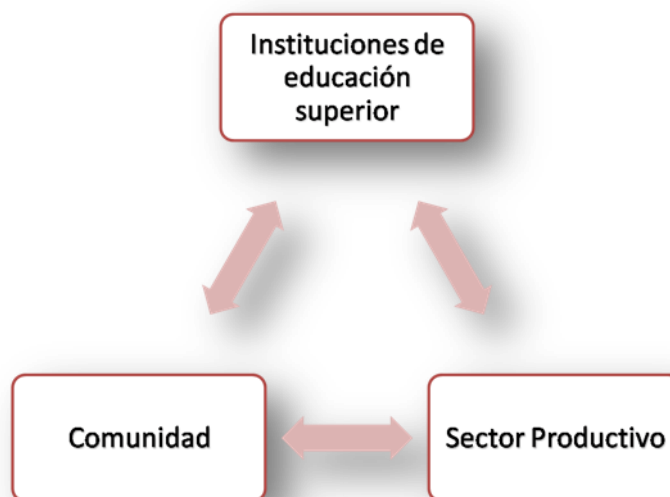 Instituciones de
educación
superior
Comunidad
Sector Productivo